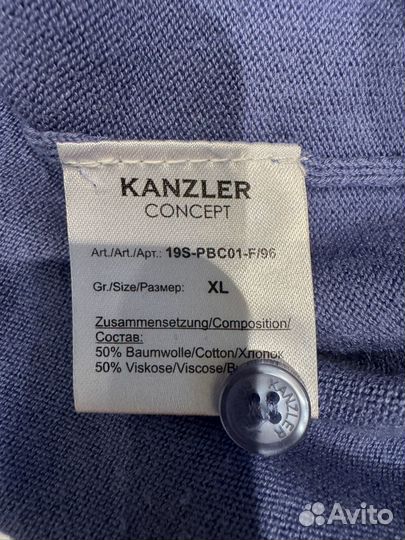 KANZLER
CONCEPT
Art./Art./Арт.: 19S-PBC01-F/96
Gr./Size/Размер: XL
Zusammensetzung/Composition/
Состав:
50% Baumwolle/Cotton/Хлопок
50% Viskose/Viscose/
KANZLER
Avito